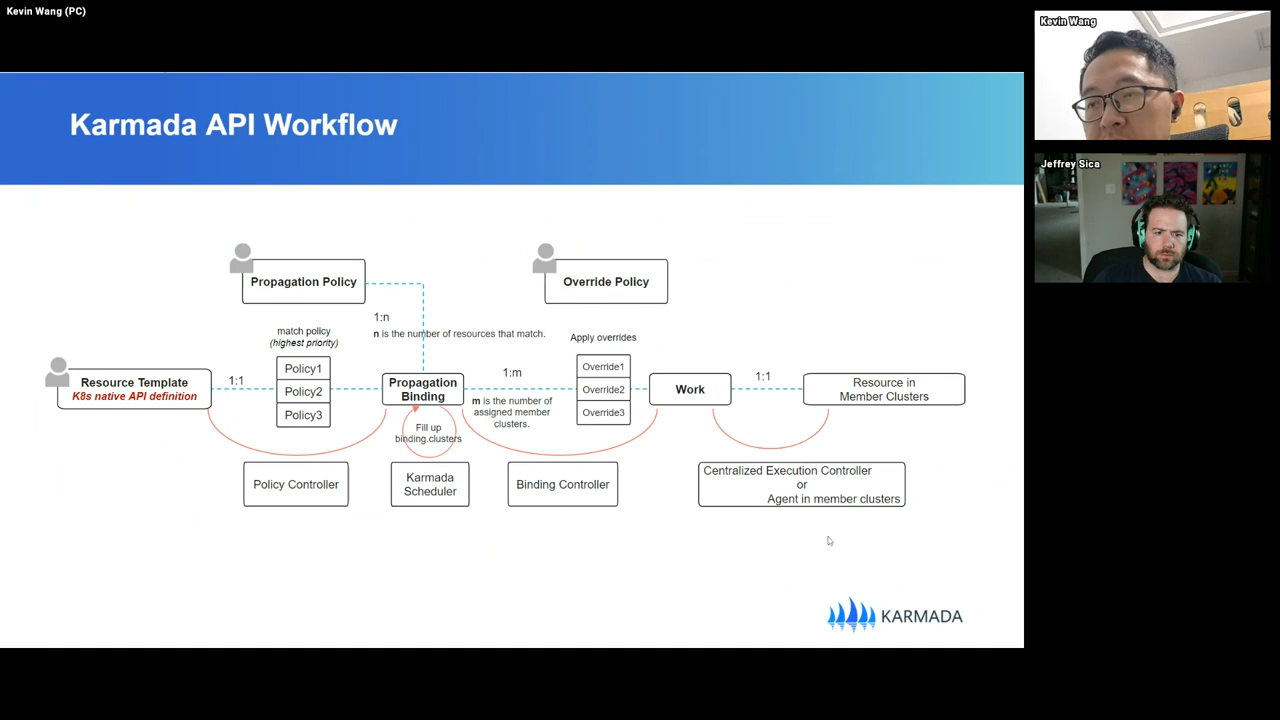 Kevin Wang (PC)
Kevin Wang
Jeffrey Sica
Karmada API Workflow
Propagation Policy
Override Policy
1:n
n is the number of resources that match.
match policy
(highest priority)
Apply overrides
Resource Template
K8s native API definition
1:1
Policy1
Policy2
Policy3
Propagation
Binding
1:m
m is the number of
assigned member
clusters.
Override1
Override2
Override3
Work
1:1
Resource in
Member Clusters
Fill up
binding.clusters
Policy Controller
Karmada
Scheduler
Binding Controller
Centralized Execution Controller
or
Agent in member clusters
KARMADA